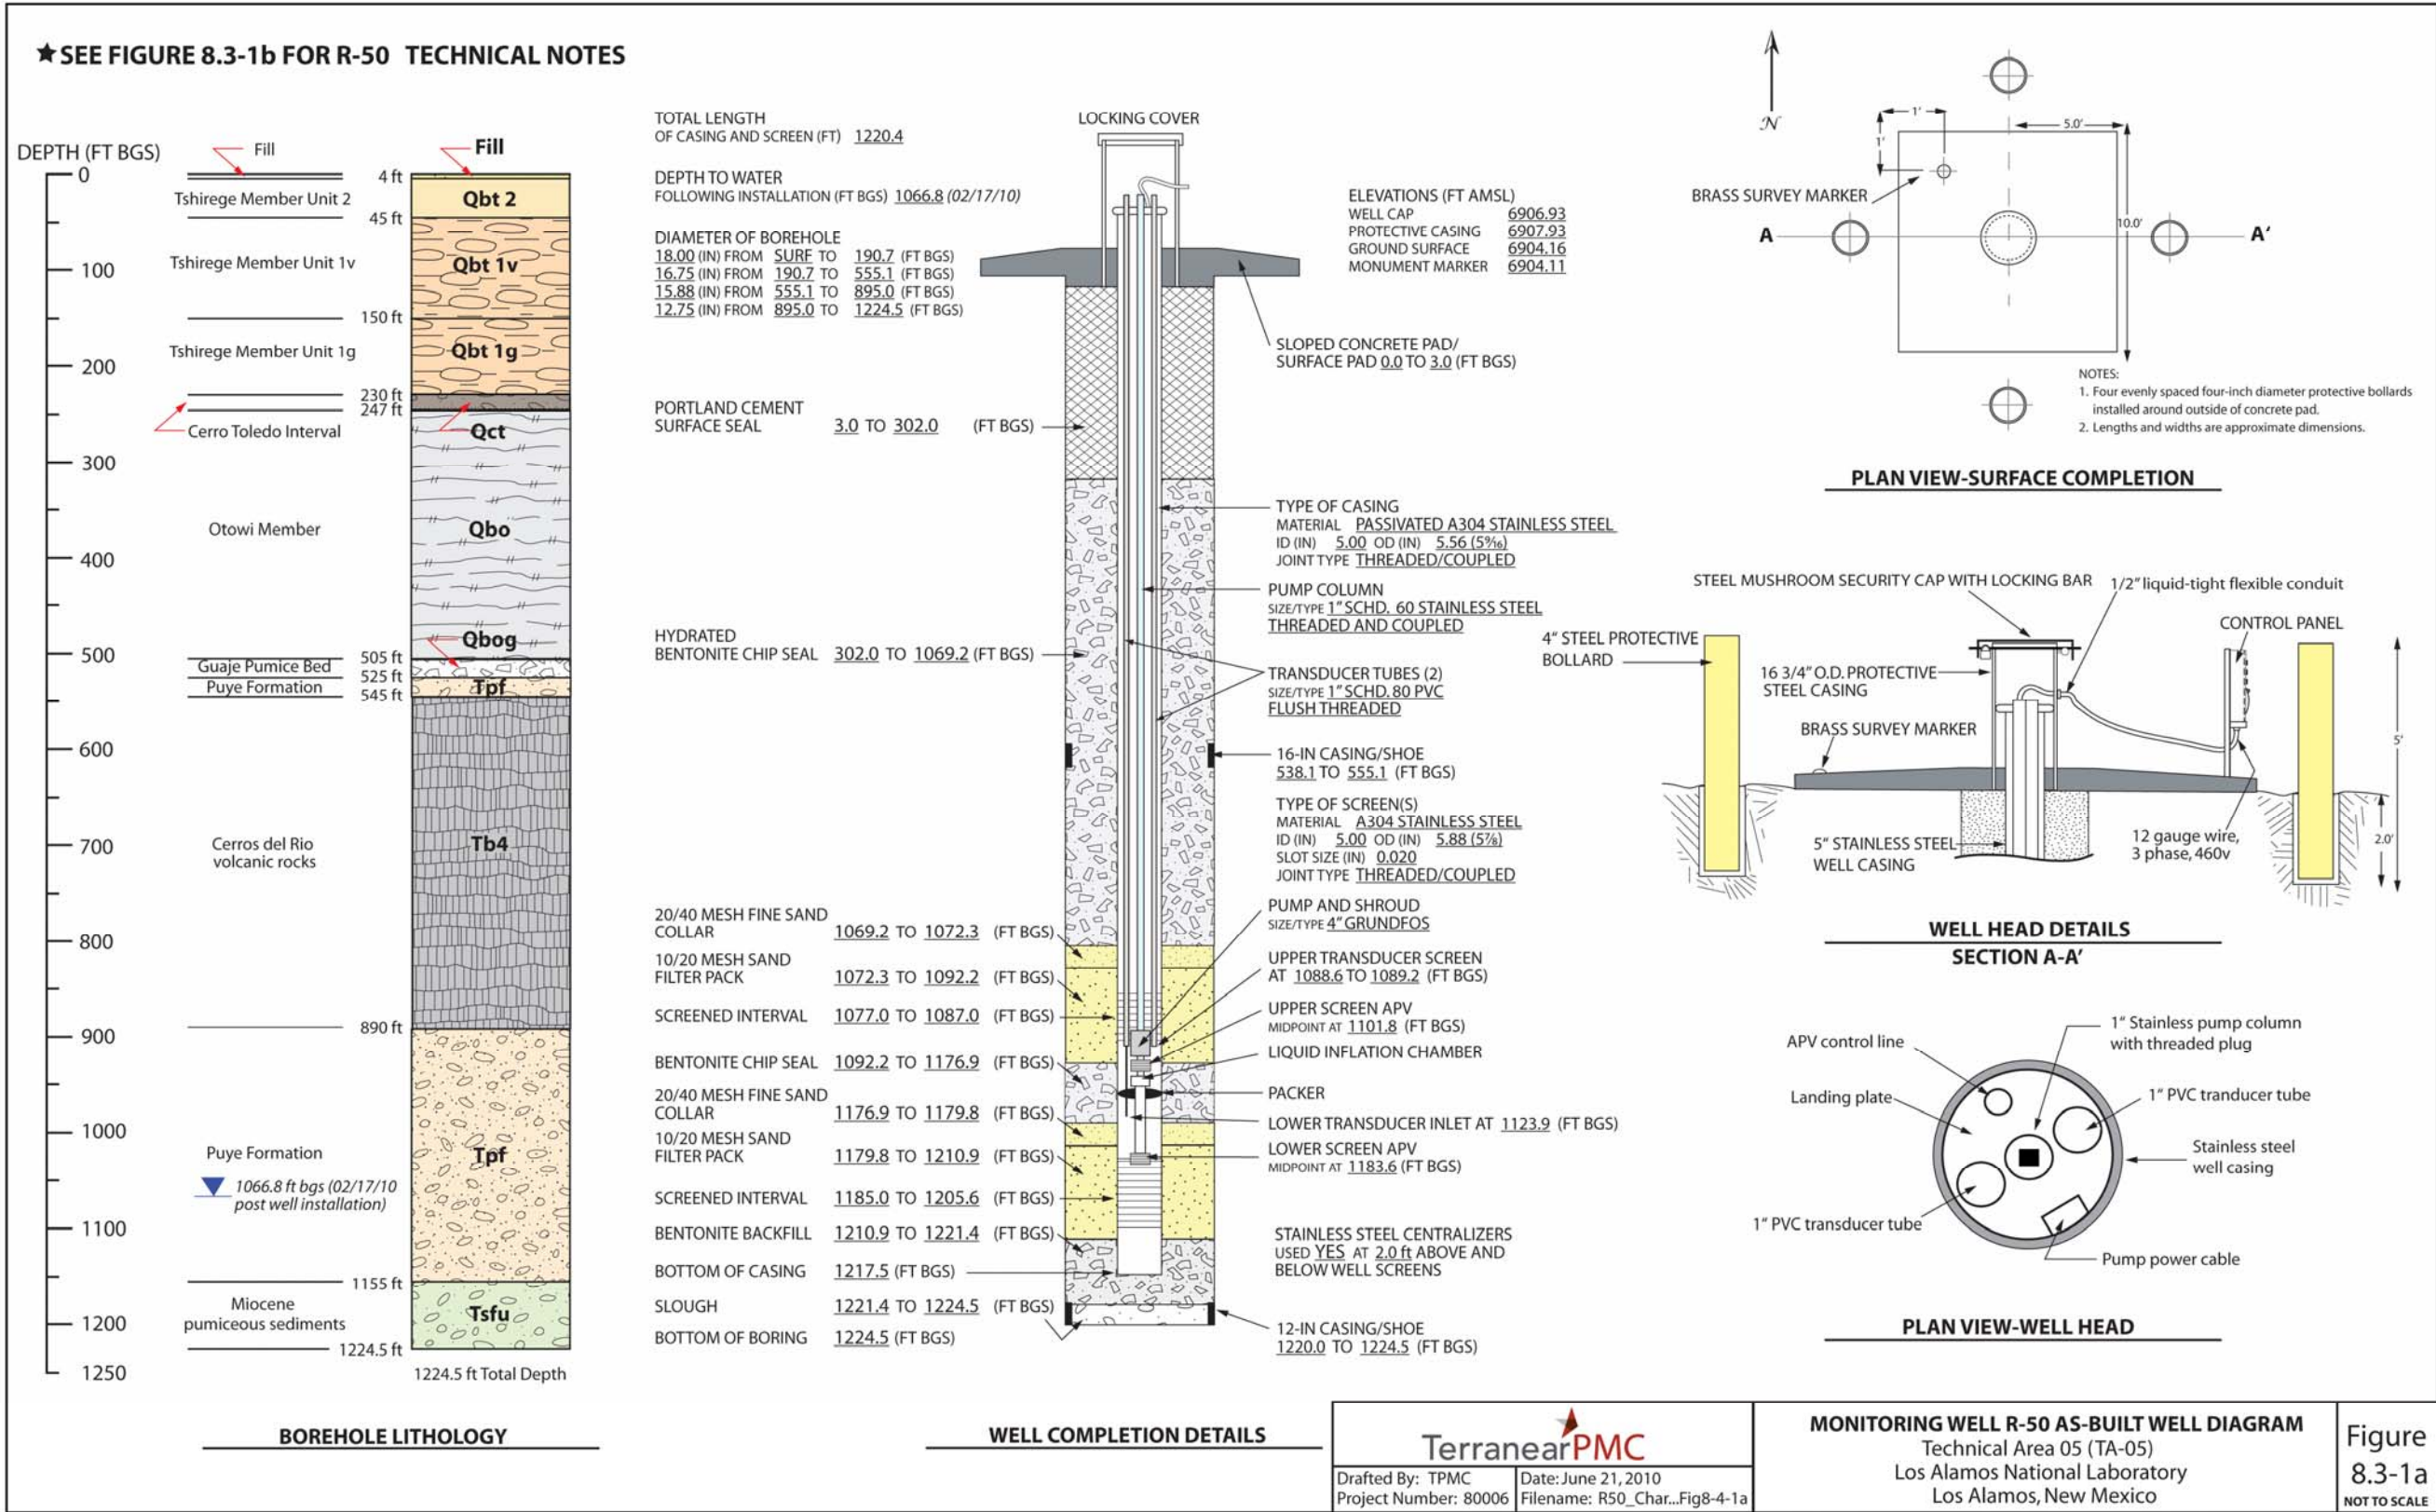 ★SEE FIGURE 8.3-1b FOR R-50 TECHNICAL NOTES
DEPTH (FT BGS)
0
100
200
300
400
500
600
700
800
900
1000
1100
1200
1250
Fill
Tshirege Member Unit 2
Tshirege Member Unit 1v
Tshirege Member Unit 1g
Cerro Toledo Interval
Otowi Member
Guaje Pumice Bed
Puye Formation
Cerros del Rio
volcanic rocks
Puye Formation
1066.8 ft bgs (02/17/10
post well installation)
Miocene
pumiceous sediments
4 ft
45 ft
150 ft
230 ft
247 ft
505 ft
525 ft
545 ft
890 ft
1155 ft
1224.5 ft
Fill
Qbt 2
Qbt 1v
Qbt 1g
Qct
Qbo
Qbog
Tpf
Tb4
Tpf
Tsfu
1224.5 ft Total Depth
BOREHOLE LITHOLOGY
TOTAL LENGTH
OF CASING AND SCREEN (FT) 1220.4
DEPTH TO WATER
FOLLOWING INSTALLATION (FT BGS) 1066.8 (02/17/10)
DIAMETER OF BOREHOLE
18.00 (IN) FROM SURF TO 190.7 (FT BGS)
16.75 (IN) FROM 190.7 TO 555.1 (FT BGS)
15.88 (IN) FROM 555.1 TO 895.0 (FT BGS)
12.75 (IN) FROM 895.0 TO 1224.5 (FT BGS)
PORTLAND CEMENT
SURFACE SEAL 3.0 TO 302.0 (FT BGS)
HYDRATED
BENTONITE CHIP SEAL 302.0 TO 1069.2 (FT BGS)
20/40 MESH FINE SAND
COLLAR 1069.2 TO 1072.3 (FT BGS)
10/20 MESH SAND
FILTER PACK 1072.3 TO 1092.2 (FT BGS)
SCREENED INTERVAL 1077.0 TO 1087.0 (FT BGS)
BENTONITE CHIP SEAL 1092.2 TO 1176.9 (FT BGS)
20/40 MESH FINE SAND
COLLAR 1176.9 TO 1179.8 (FT BGS)
10/20 MESH SAND
FILTER PACK 1179.8 TO 1210.9 (FT BGS)
SCREENED INTERVAL 1185.0 TO 1205.6 (FT BGS)
BENTONITE BACKFILL 1210.9 TO 1221.4 (FT BGS)
BOTTOM OF CASING 1217.5 (FT BGS)
SLOUGH 1221.4 TO 1224.5 (FT BGS)
BOTTOM OF BORING 1224.5 (FT BGS)
LOCKING COVER
ELEVATIONS (FT AMSL)
WELL CAP 6906.93
PROTECTIVE CASING 6907.93
GROUND SURFACE 6904.16
MONUMENT MARKER 6904.11
SLOPED CONCRETE PAD/
SURFACE PAD 0.0 TO 3.0 (FT BGS)
TYPE OF CASING
MATERIAL PASSIVATED A304 STAINLESS STEEL
ID (IN) 5.00 OD (IN) 5.56 (5⁹⁄₁₆)
JOINT TYPE THREADED/COUPLED
PUMP COLUMN
SIZE/TYPE 1" SCHD. 60 STAINLESS STEEL
THREADED AND COUPLED
TRANSDUCER TUBES (2)
SIZE/TYPE 1" SCHD. 80 PVC
FLUSH THREADED
16-IN CASING/SHOE
538.1 TO 555.1 (FT BGS)
TYPE OF SCREEN(S)
MATERIAL A304 STAINLESS STEEL
ID (IN) 5.00 OD (IN) 5.88 (5⅞)
SLOT SIZE (IN) 0.020
JOINT TYPE THREADED/COUPLED
PUMP AND SHROUD
SIZE/TYPE 4" GRUNDFOS
UPPER TRANSDUCER SCREEN
AT 1088.6 TO 1089.2 (FT BGS)
UPPER SCREEN APV
MIDPOINT AT 1101.8 (FT BGS)
LIQUID INFLATION CHAMBER
PACKER
LOWER TRANSDUCER INLET AT 1123.9 (FT BGS)
LOWER SCREEN APV
MIDPOINT AT 1183.6 (FT BGS)
STAINLESS STEEL CENTRALIZERS
USED YES AT 2.0 ft ABOVE AND
BELOW WELL SCREENS
12-IN CASING/SHOE
1220.0 TO 1224.5 (FT BGS)
WELL COMPLETION DETAILS
N
1'
1'
5.0'
10.0'
BRASS SURVEY MARKER
A
A'
NOTES:
1. Four evenly spaced four-inch diameter protective bollards
installed around outside of concrete pad.
2. Lengths and widths are approximate dimensions.
PLAN VIEW-SURFACE COMPLETION
STEEL MUSHROOM SECURITY CAP WITH LOCKING BAR
1/2" liquid-tight flexible conduit
CONTROL PANEL
4" STEEL PROTECTIVE
BOLLARD
16 3/4" O.D. PROTECTIVE
STEEL CASING
BRASS SURVEY MARKER
5'
2.0'
5" STAINLESS STEEL
WELL CASING
12 gauge wire,
3 phase, 460v
WELL HEAD DETAILS
SECTION A-A'
APV control line
Landing plate
1" PVC transducer tube
1" Stainless pump column
with threaded plug
1" PVC tranducer tube
Stainless steel
well casing
Pump power cable
PLAN VIEW-WELL HEAD
TerranearPMC
Drafted By: TPMC
Project Number: 80006
Date: June 21, 2010
Filename: R50_Char...Fig8-4-1a
MONITORING WELL R-50 AS-BUILT WELL DIAGRAM
Technical Area 05 (TA-05)
Los Alamos National Laboratory
Los Alamos, New Mexico
Figure
8.3-1a
NOT TO SCALE